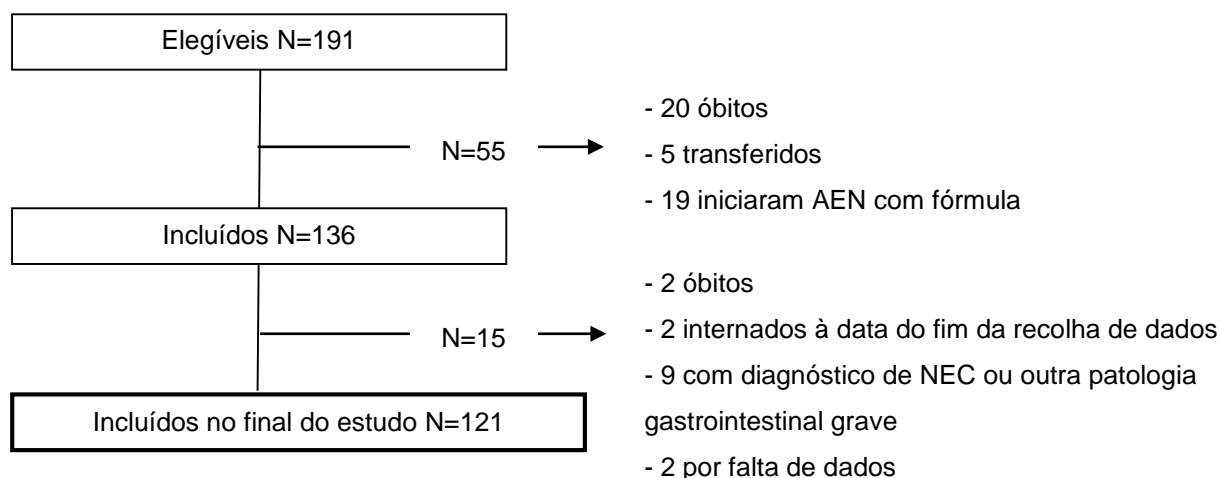 Elegíveis N=191
N=55
- 20 óbitos
- 5 transferidos
- 19 iniciaram AEN com fórmula
Incluídos N=136
N=15
- 2 óbitos
- 2 internados à data do fim da recolha de dados
- 9 com diagnóstico de NEC ou outra patologia
gastrointestinal grave
- 2 por falta de dados
Incluídos no final do estudo N=121